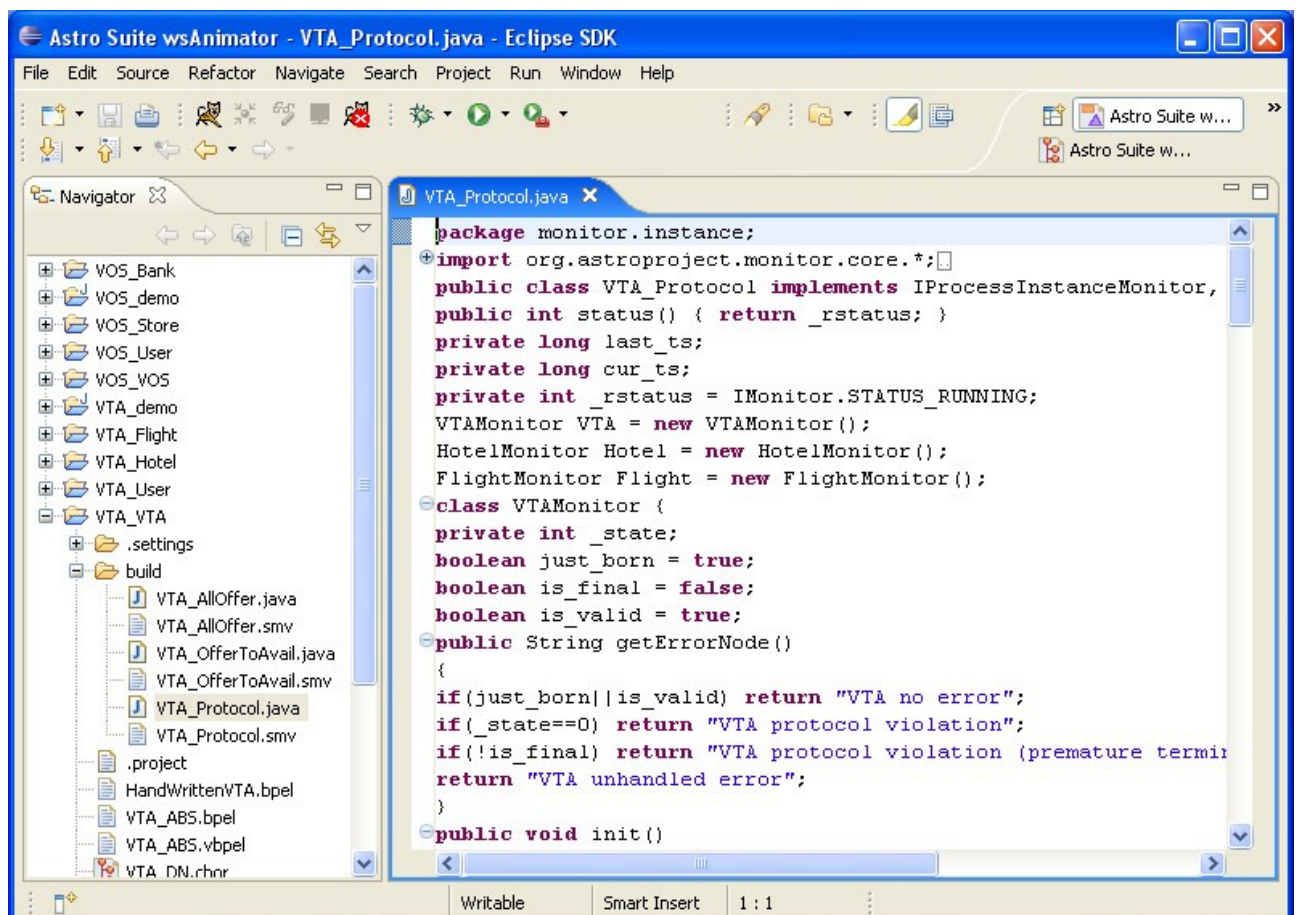 Astro Suite wsAnimator - VTA_Protocol.java - Eclipse SDK
File Edit Source Refactor Navigate Search Project Run Window Help
Astro Suite w...
Astro Suite w...
Navigator
VOS_Bank
VOS_demo
VOS_Store
VOS_User
VOS_VOS
VTA_demo
VTA_Flight
VTA_Hotel
VTA_User
VTA_VTA
.settings
build
VTA_AllOffer.java
VTA_AllOffer.smv
VTA_OfferToAvail.java
VTA_OfferToAvail.smv
VTA_Protocol.java
VTA_Protocol.smv
.project
HandWrittenVTA.bpel
VTA_ABS.bpel
VTA_ABS.vbpel
VTA_DN.chor
VTA_Protocol.java
package monitor.instance;
import org.astroproject.monitor.core.*;
public class VTA_Protocol implements IProcessInstanceMonitor,
public int status() { return _rstatus; }
private long last_ts;
private long cur_ts;
private int _rstatus = IMonitor.STATUS_RUNNING;
VTAMonitor VTA = new VTAMonitor();
HotelMonitor Hotel = new HotelMonitor();
FlightMonitor Flight = new FlightMonitor();
class VTAMonitor {
private int _state;
boolean just_born = true;
boolean is_final = false;
boolean is_valid = true;
public String getErrorNode()
{
if(just_born||is_valid) return "VTA no error";
if(_state==0) return "VTA protocol violation";
if(!is_final) return "VTA protocol violation (premature termin
return "VTA unhandled error";
}
public void init()
Writable Smart Insert 1 : 1